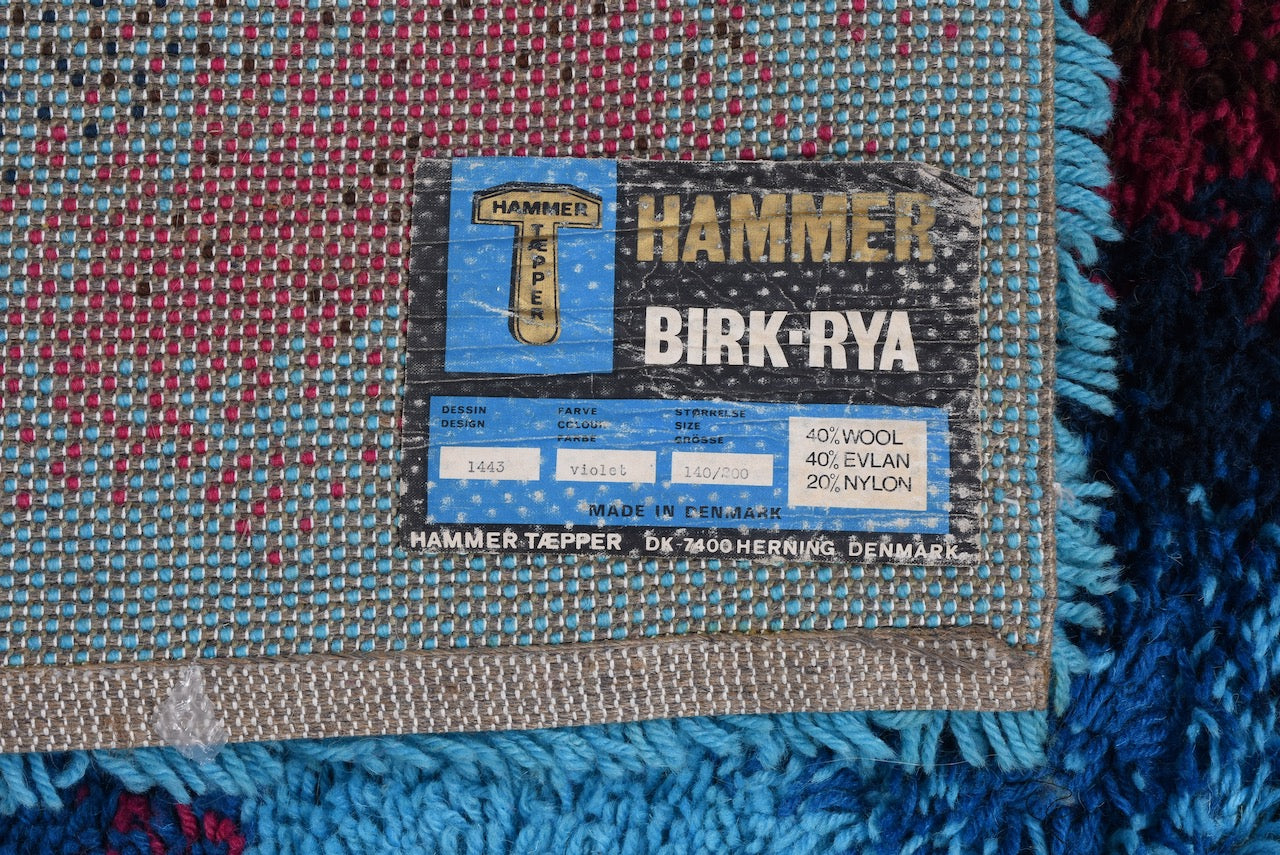 HAMMER
TÆPPER
HAMMER
BIRK-RYA
DESSIN
DESIGN
FARVE
COLOUR
FARBE
STØRRELSE
SIZE
GRÖSSE
1443
violet
140/200
40% WOOL
40% EVLAN
20% NYLON
MADE IN DENMARK
HAMMER TÆPPER DK-7400 HERNING DENMARK